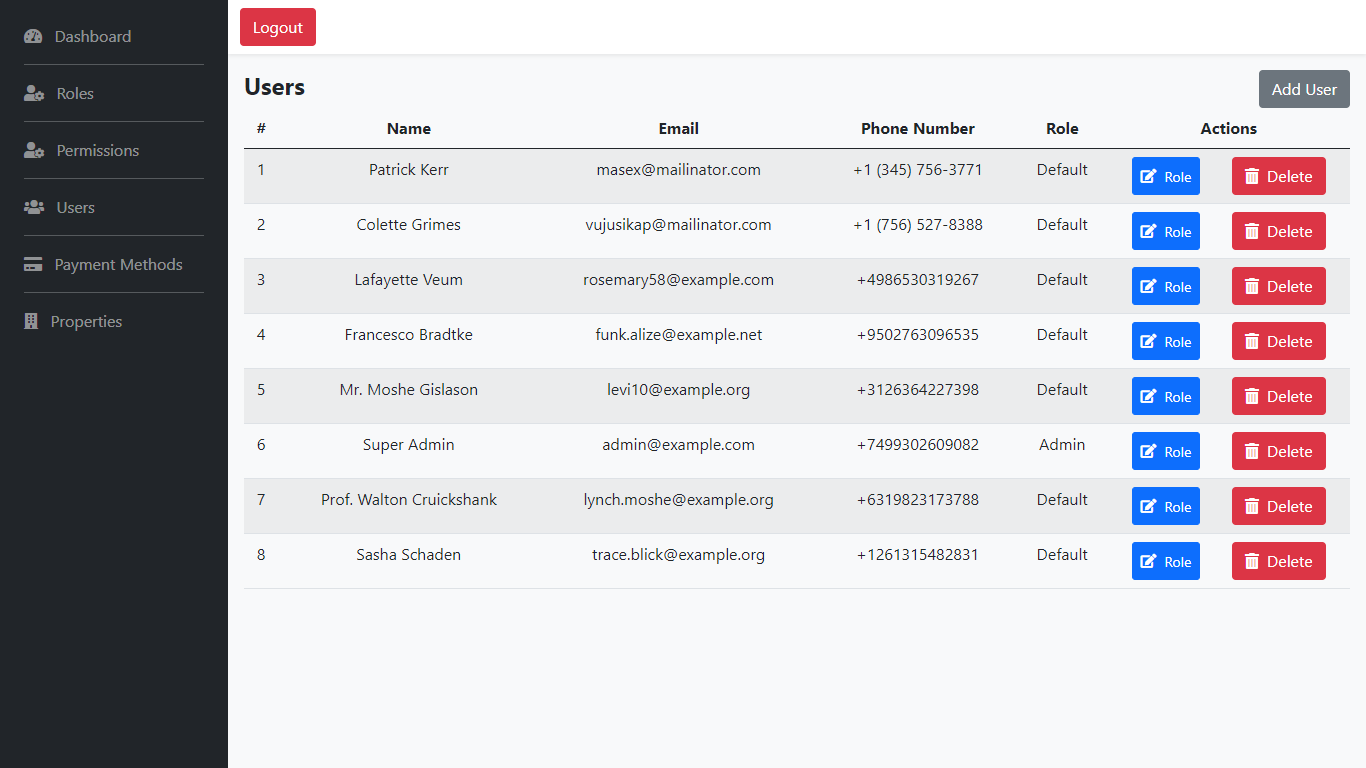 Dashboard
Roles
Permissions
Users
Payment Methods
Properties
Logout
Users
Add User
# Name Email Phone Number Role Actions
1 Patrick Kerr masex@mailinator.com +1 (345) 756-3771 Default Role Delete
2 Colette Grimes vujusikap@mailinator.com +1 (756) 527-8388 Default Role Delete
3 Lafayette Veum rosemary58@example.com +4986530319267 Default Role Delete
4 Francesco Bradtke funk.alize@example.net +9502763096535 Default Role Delete
5 Mr. Moshe Gislason levi10@example.org +3126364227398 Default Role Delete
6 Super Admin admin@example.com +7499302609082 Admin Role Delete
7 Prof. Walton Cruickshank lynch.moshe@example.org +6319823173788 Default Role Delete
8 Sasha Schaden trace.blick@example.org +1261315482831 Default Role Delete